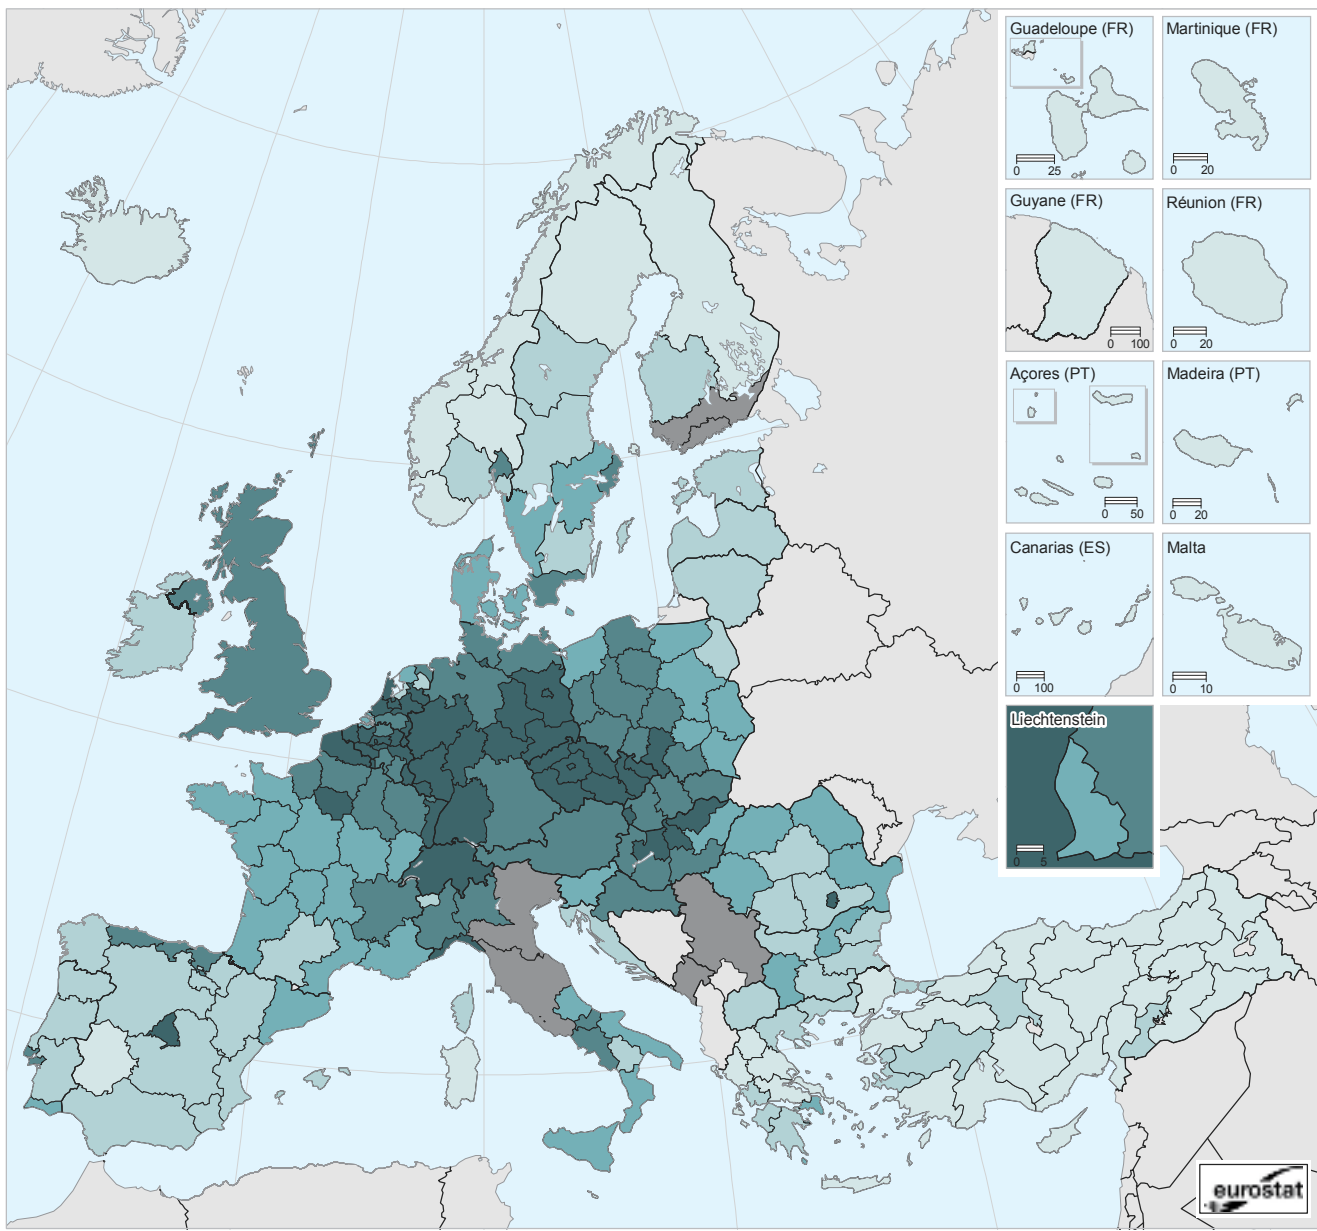 Guadeloupe (FR)
0 25
Martinique (FR)
0 20
Guyane (FR)
0 100
Réunion (FR)
0 20
Açores (PT)
0 50
Madeira (PT)
0 20
Canarias (ES)
0 100
Malta
0 10
Liechtenstein
0 5
eurostat